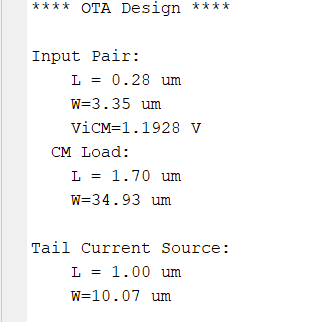 **** OTA Design ****
Input Pair:
L = 0.28 um
W=3.35 um
ViCM=1.1928 V
CM Load:
L = 1.70 um
W=34.93 um
Tail Current Source:
L = 1.00 um
W=10.07 um